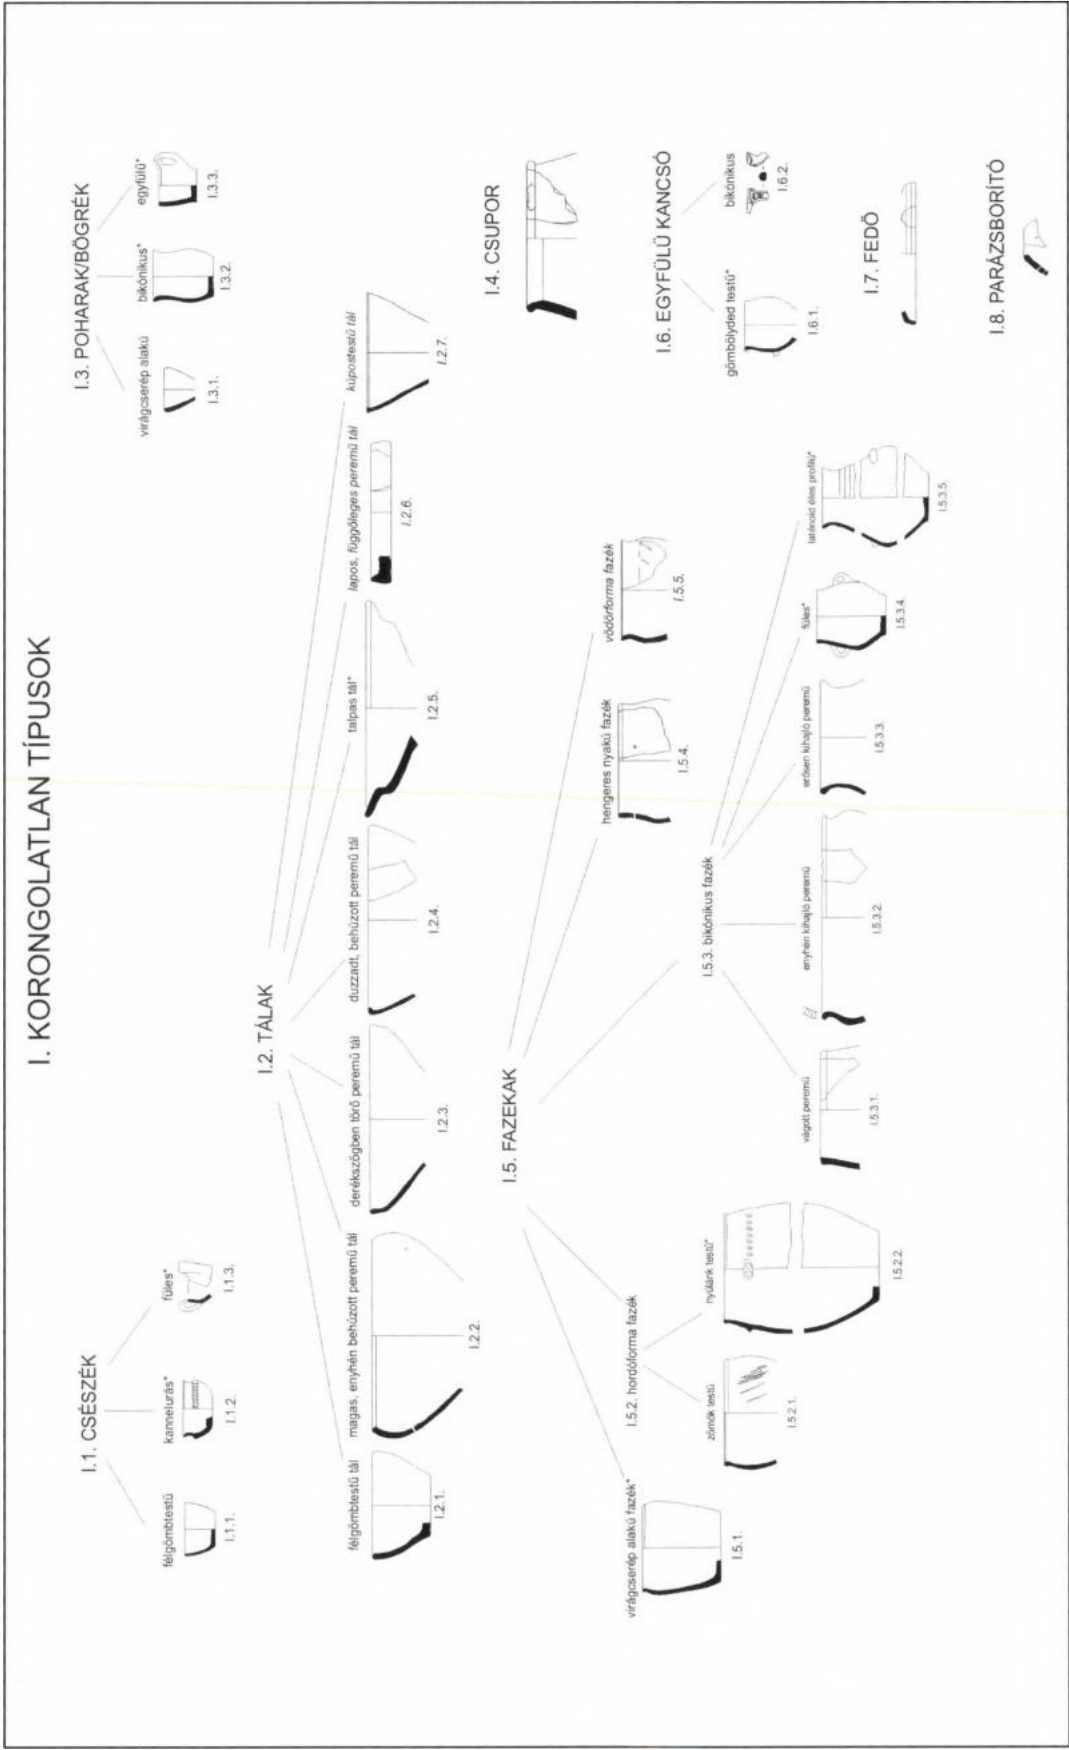 I. KORONGOLATLAN TÍPUSOK
I.1. CSÉSZÉK
félgömbtestű
kannelurás*
füles*
I.1.1.
I.1.2.
I.1.3.
I.3. POHARAK/BÖGRÉK
virágcserép alakú
bikónikus*
egyfülű*
I.3.1.
I.3.2.
I.3.3.
I.2. TÁLAK
félgömbtestű tál
magas, enyhén behúzott peremű tál
derékszögben törő peremű tál
duzzadt, behúzott peremű tál
talpas tál*
lapos, függőleges peremű tál
kúpostestű tál
I.2.1.
I.2.2.
I.2.3.
I.2.4.
I.2.5.
I.2.6.
I.2.7.
I.4. CSUPOR
I.5. FAZEKAK
virágcserép alakú fazék*
I.5.1.
I.5.2. hordóforma fazék
zömök testű
nyúlánk testű*
I.5.2.1.
I.5.2.2.
hengeres nyakú fazék
vödörforma fazék
I.5.4.
I.5.5.
I.5.3. bikónikus fazék
vágott peremű
enyhén kihajló peremű
erősen kihajló peremű
füles*
laténoid éles profilú*
I.5.3.1.
I.5.3.2.
I.5.3.3.
I.5.3.4.
I.5.3.5.
I.6. EGYFÜLŰ KANCSÓ
gömbölyded testű*
bikónikus
I.6.1.
I.6.2.
I.7. FEDŐ
I.8. PARÁZSBORÍTÓ